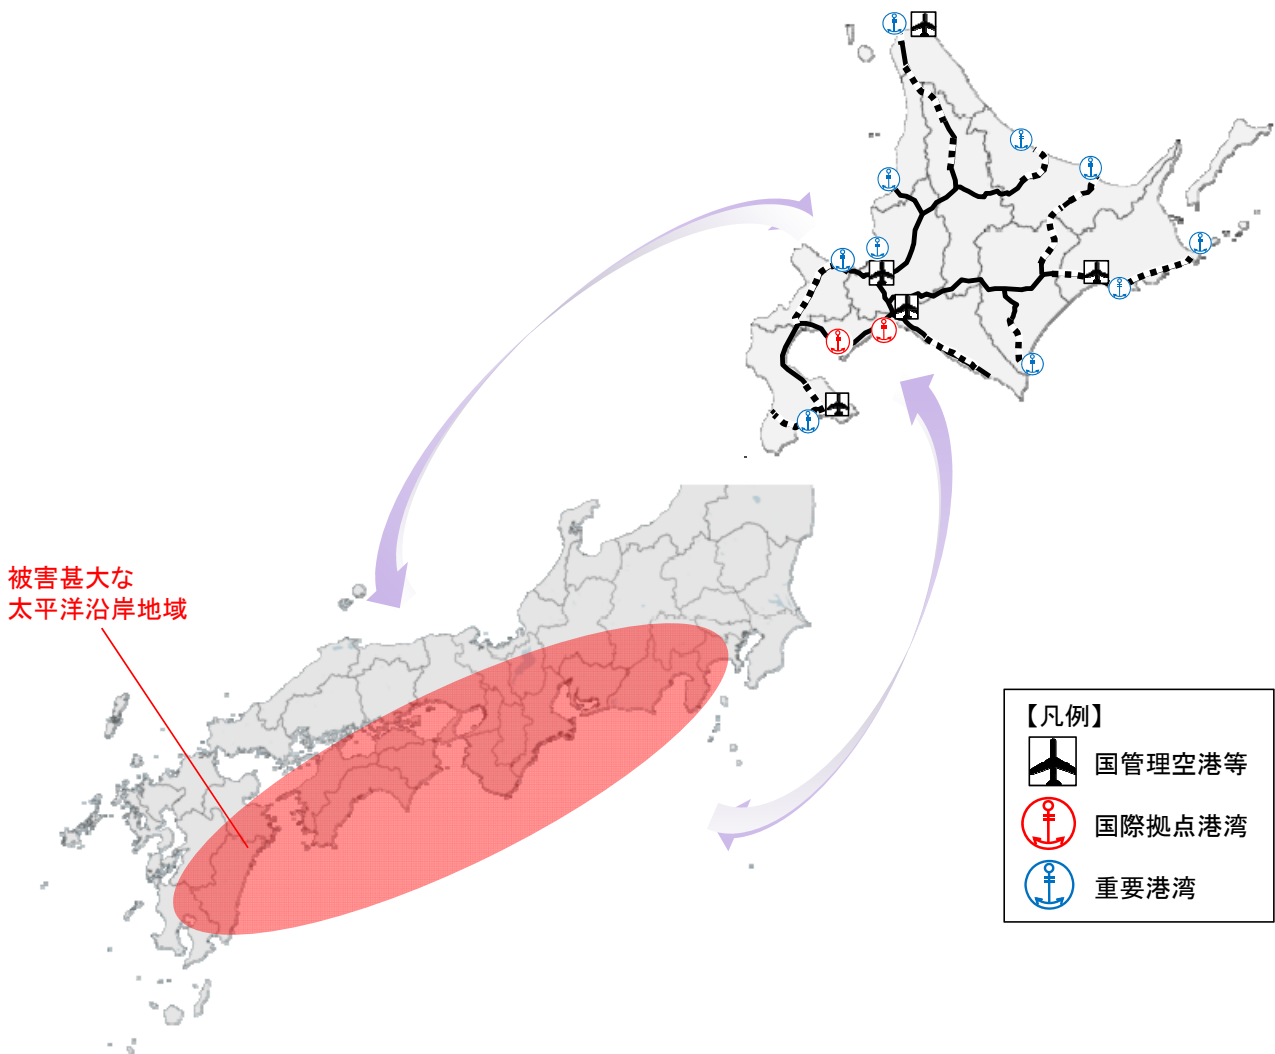 被害甚大な
太平洋沿岸地域
【凡例】
国管理空港等
国際拠点港湾
重要港湾